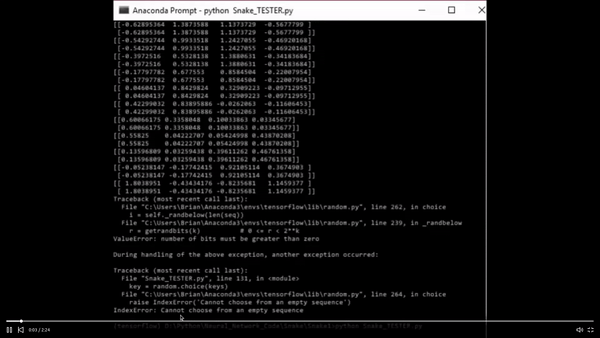 Anaconda Prompt - python Snake_TESTER.py
[[-0.62895364 1.3873588 1.1373729 -0.5677799 ]
[-0.62895364 1.3873588 1.1373729 -0.5677799 ]]
[[-0.54292744 0.9933518 1.2427055 -0.46920168]
[-0.54292744 0.9933518 1.2427055 -0.46920168]]
[[-0.3972516 0.5328138 1.3880631 -0.34183684]
[-0.3972516 0.5328138 1.3880631 -0.34183684]]
[[-0.17797782 0.677553 0.8584504 -0.22007954]
[-0.17797782 0.677553 0.8584504 -0.22007954]]
[[ 0.04604137 0.8429824 0.32909223 -0.09712955]
[ 0.04604137 0.8429824 0.32909223 -0.09712955]]
[[ 0.42299032 0.83895886 -0.0262063 -0.11606453]
[ 0.42299032 0.83895886 -0.0262063 -0.11606453]]
[[0.60066175 0.3358048 0.10033863 0.03345677]
[0.60066175 0.3358048 0.10033863 0.03345677]]
[[0.55825 0.04222707 0.05424998 0.43870208]
[0.55825 0.04222707 0.05424998 0.43870208]]
[[0.13596809 0.03259438 0.39611262 0.46761358]
[0.13596809 0.03259438 0.39611262 0.46761358]]
[[-0.05238147 -0.17742415 0.92105114 0.3674903 ]
[-0.05238147 -0.17742415 0.92105114 0.3674903 ]]
[[ 1.8038951 -0.43434176 -0.8235681 1.1459377 ]
[ 1.8038951 -0.43434176 -0.8235681 1.1459377 ]]
Traceback (most recent call last):
File "C:\Users\Brian\Anaconda3\envs\tensorflow\lib\random.py", line 262, in choice
i = self._randbelow(len(seq))
File "C:\Users\Brian\Anaconda3\envs\tensorflow\lib\random.py", line 239, in _randbelow
r = getrandbits(k) # 0 <= r < 2**k
ValueError: number of bits must be greater than zero
During handling of the above exception, another exception occurred:
Traceback (most recent call last):
File "Snake_TESTER.py", line 131, in <module>
key = random.choice(keys)
File "C:\Users\Brian\Anaconda3\envs\tensorflow\lib\random.py", line 264, in choice
raise IndexError('Cannot choose from an empty sequence')
IndexError: Cannot choose from an empty sequence
(tensorflow) D:\Python\Neural_Network_Code\Snake\Snake1>python Snake_TESTER.py
0:01 / 2:24